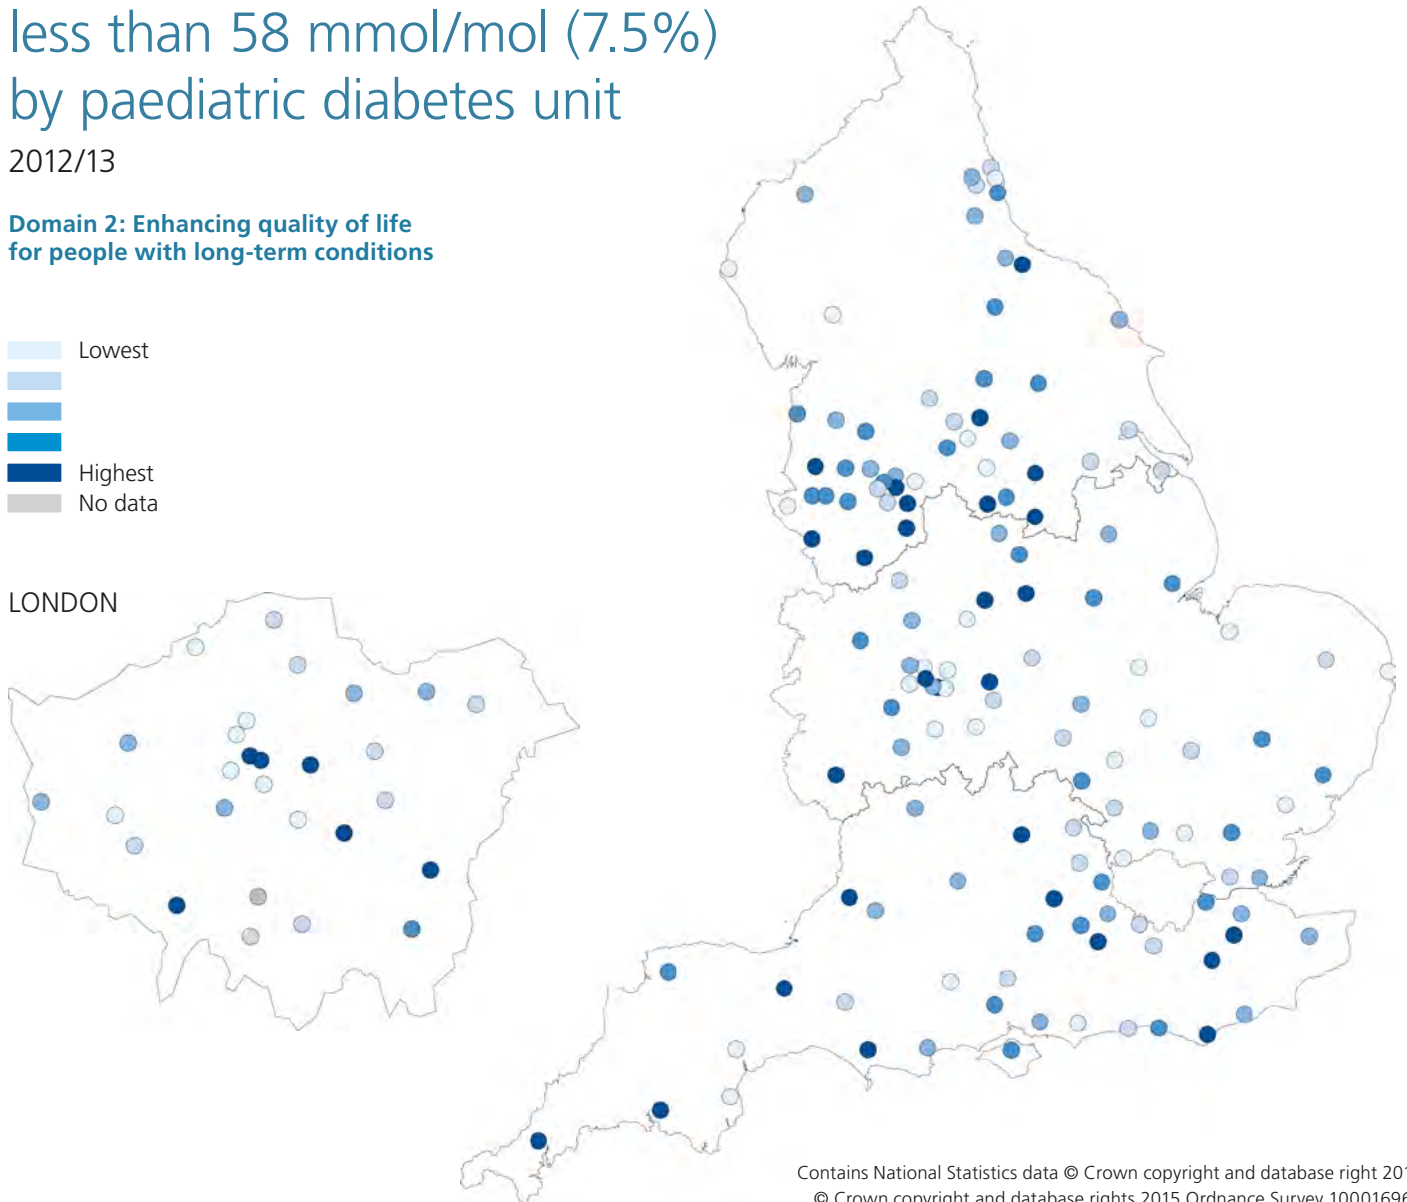 less than 58 mmol/mol (7.5%)
by paediatric diabetes unit
2012/13
Domain 2: Enhancing quality of life
for people with long-term conditions
Lowest
Highest
No data
LONDON
Contains National Statistics data © Crown copyright and database right 201
© Crown copyright and database rights 2015 Ordnance Survey 10001696